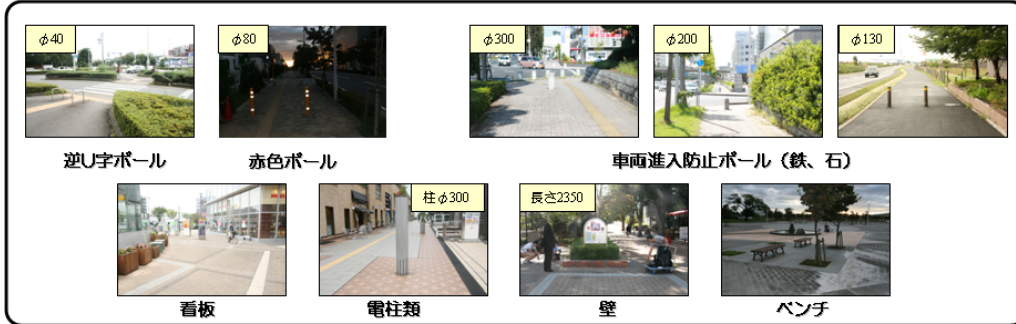 φ40
φ80
φ300
φ200
φ130
逆U字ポール
赤色ポール
車両進入防止ポール（鉄、石）
柱φ300
長さ2350
看板
電柱類
壁
ベンチ